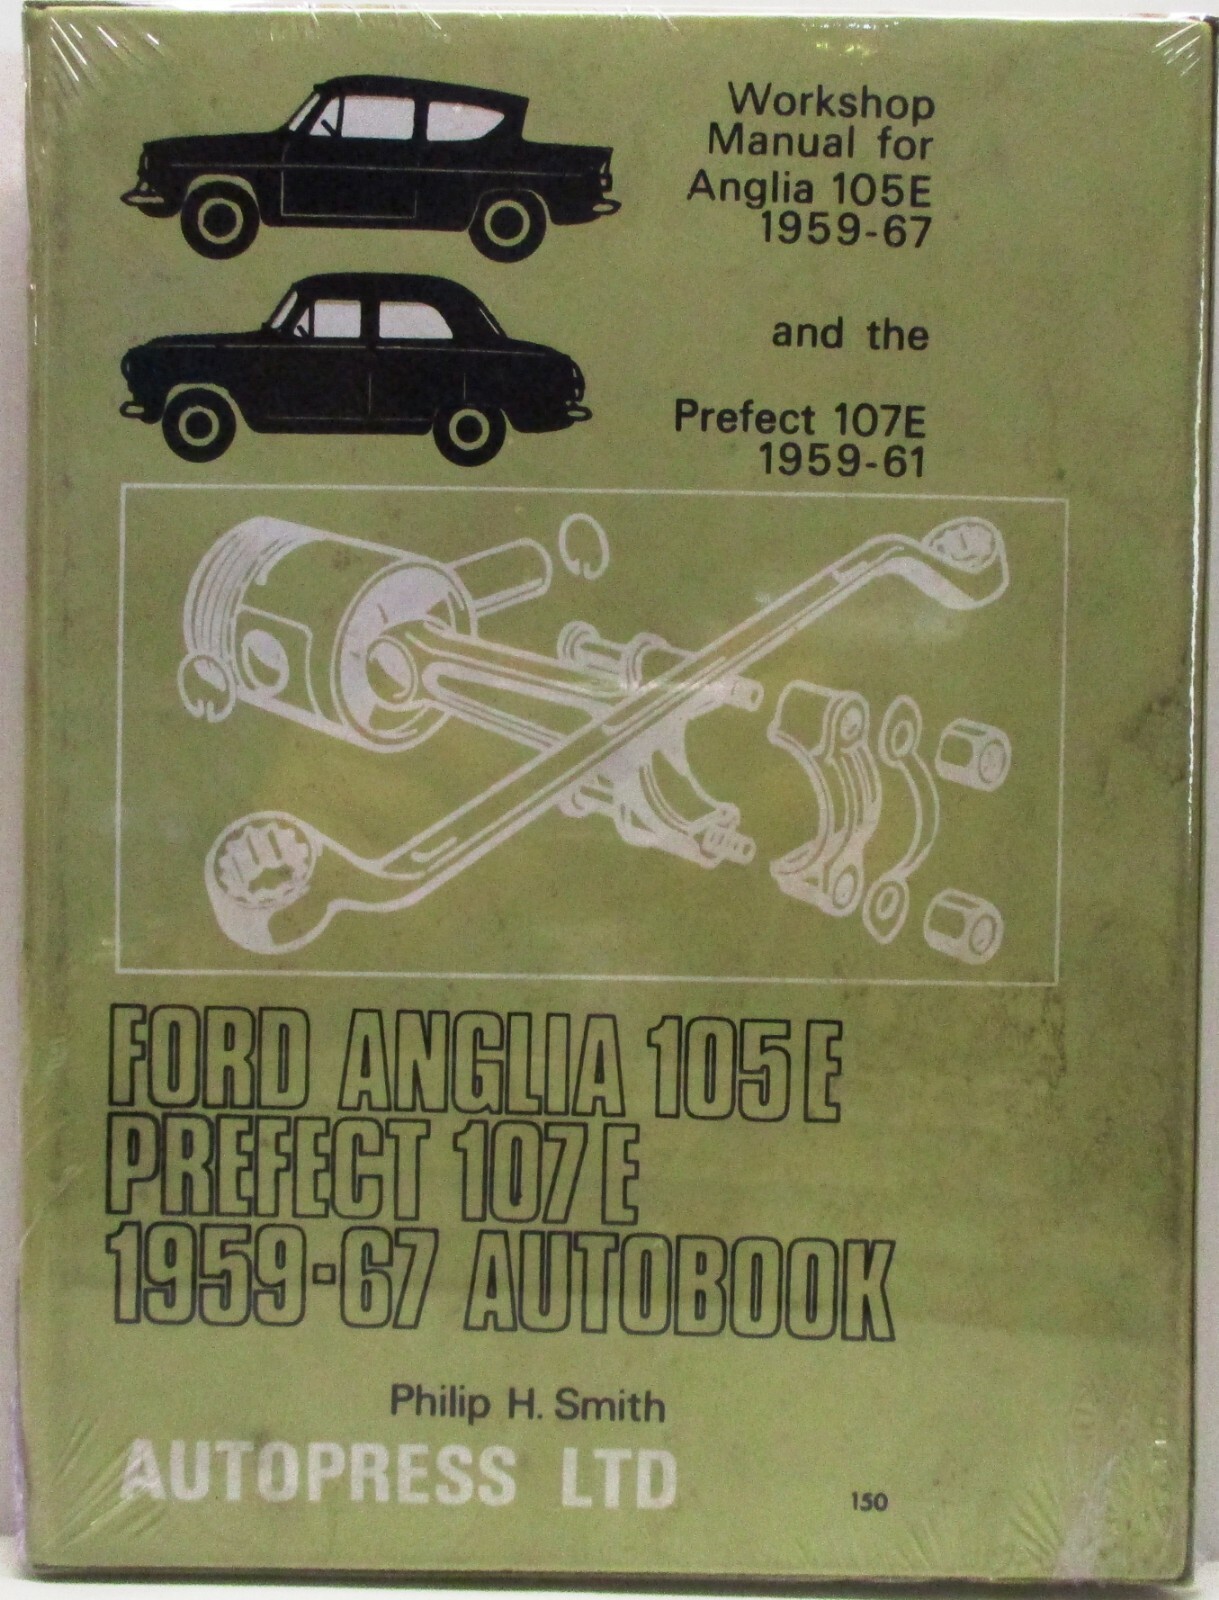 Workshop
Manual for
Anglia 105E
1959-67
and the
Prefect 107E
1959-61
FORD ANGLIA 105E
PREFECT 107E
1959-67 AUTOBOOK
Philip H. Smith
AUTOPRESS LTD
150